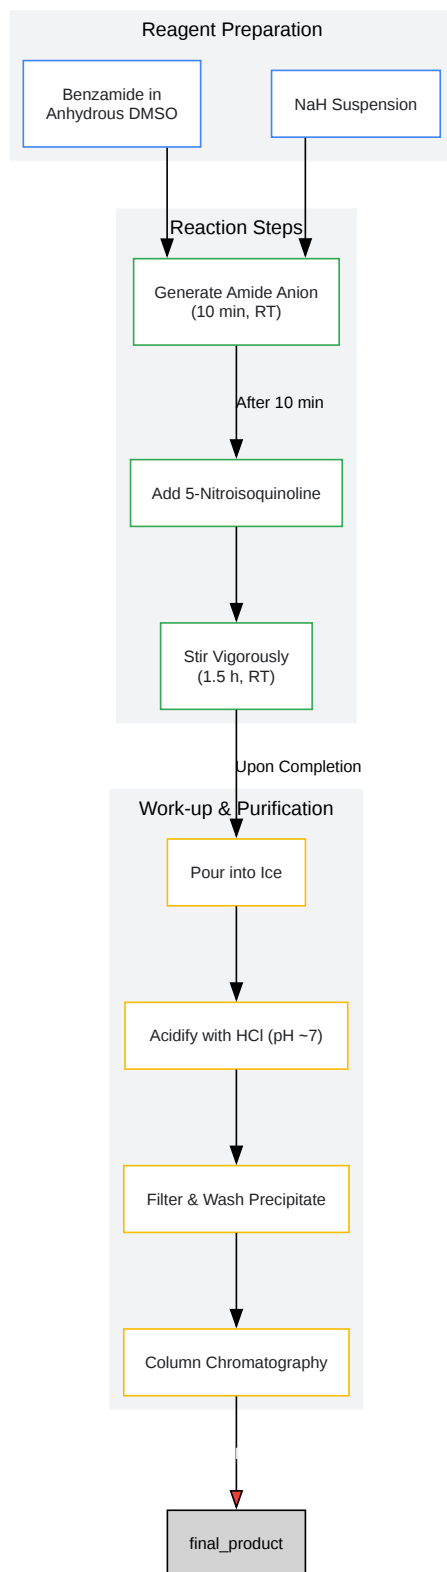 Reagent Preparation
Benzamide in
Anhydrous DMSO
NaH Suspension
Reaction Steps
Generate Amide Anion
(10 min, RT)
After 10 min
Add 5-Nitroisoquinoline
Stir Vigorously
(1.5 h, RT)
Upon Completion
Work-up & Purification
Pour into Ice
Acidify with HCl (pH ~7)
Filter & Wash Precipitate
Column Chromatography
final_product